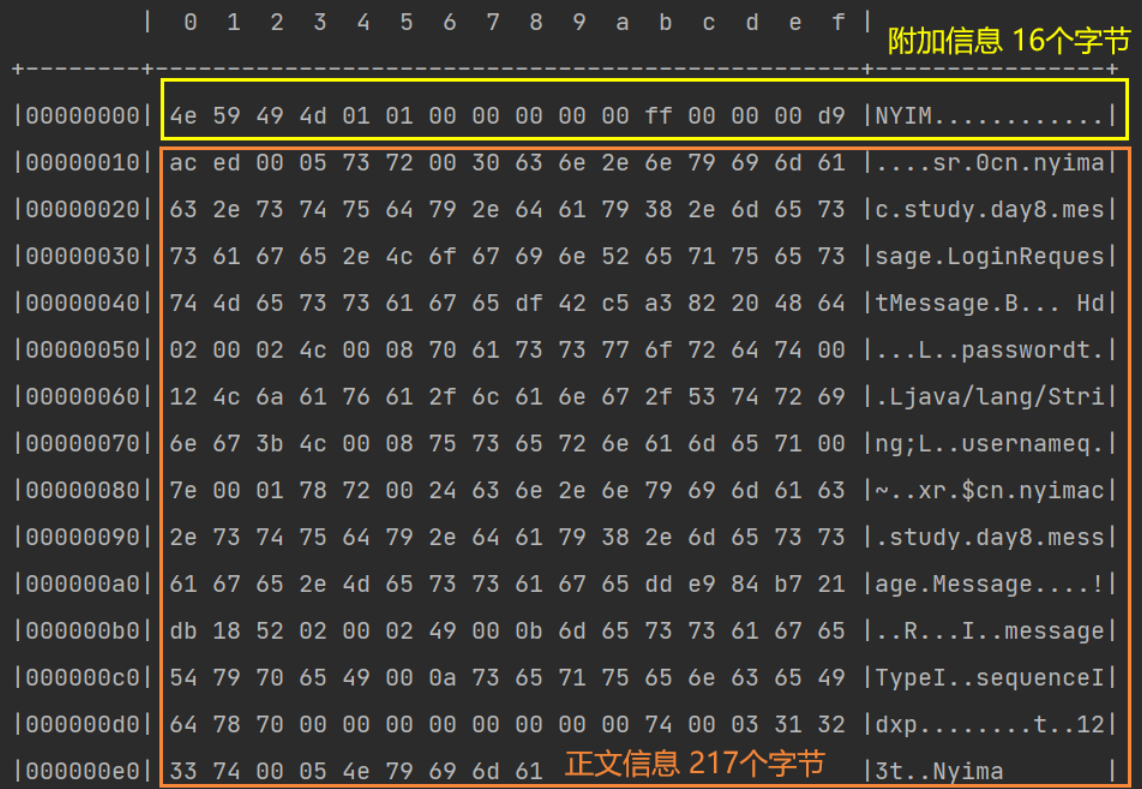 |  0  1  2  3  4  5  6  7  8  9  a  b  c  d  e  f |
附加信息 16个字节
+--------+-------------------------------------------------+----------------+
|00000000| 4e 59 49 4d 01 01 00 00 00 00 00 ff 00 00 00 d9 |NYIM............|
|00000010| ac ed 00 05 73 72 00 30 63 6e 2e 6e 79 69 6d 61 |....sr.0cn.nyima|
|00000020| 63 2e 73 74 75 64 79 2e 64 61 79 38 2e 6d 65 73 |c.study.day8.mes|
|00000030| 73 61 67 65 2e 4c 6f 67 69 6e 52 65 71 75 65 73 |sage.LoginReques|
|00000040| 74 4d 65 73 73 61 67 65 df 42 c5 a3 82 20 48 64 |tMessage.B... Hd|
|00000050| 02 00 02 4c 00 08 70 61 73 73 77 6f 72 64 74 00 |...L..passwordt.|
|00000060| 12 4c 6a 61 76 61 2f 6c 61 6e 67 2f 53 74 72 69 |.Ljava/lang/Stri|
|00000070| 6e 67 3b 4c 00 08 75 73 65 72 6e 61 6d 65 71 00 |ng;L..usernameq.|
|00000080| 7e 00 01 78 72 00 24 63 6e 2e 6e 79 69 6d 61 63 |~..xr.$cn.nyimac|
|00000090| 2e 73 74 75 64 79 2e 64 61 79 38 2e 6d 65 73 73 |.study.day8.mess|
|000000a0| 61 67 65 2e 4d 65 73 73 61 67 65 dd e9 84 b7 21 |age.Message....!|
|000000b0| db 18 52 02 00 02 49 00 0b 6d 65 73 73 61 67 65 |..R...I..message|
|000000c0| 54 79 70 65 49 00 0a 73 65 71 75 65 6e 63 65 49 |TypeI..sequenceI|
|000000d0| 64 78 70 00 00 00 00 00 00 00 00 74 00 03 31 32 |dxp........t..12|
|000000e0| 33 74 00 05 4e 79 69 6d 61 |3t..Nyima |
正文信息 217个字节